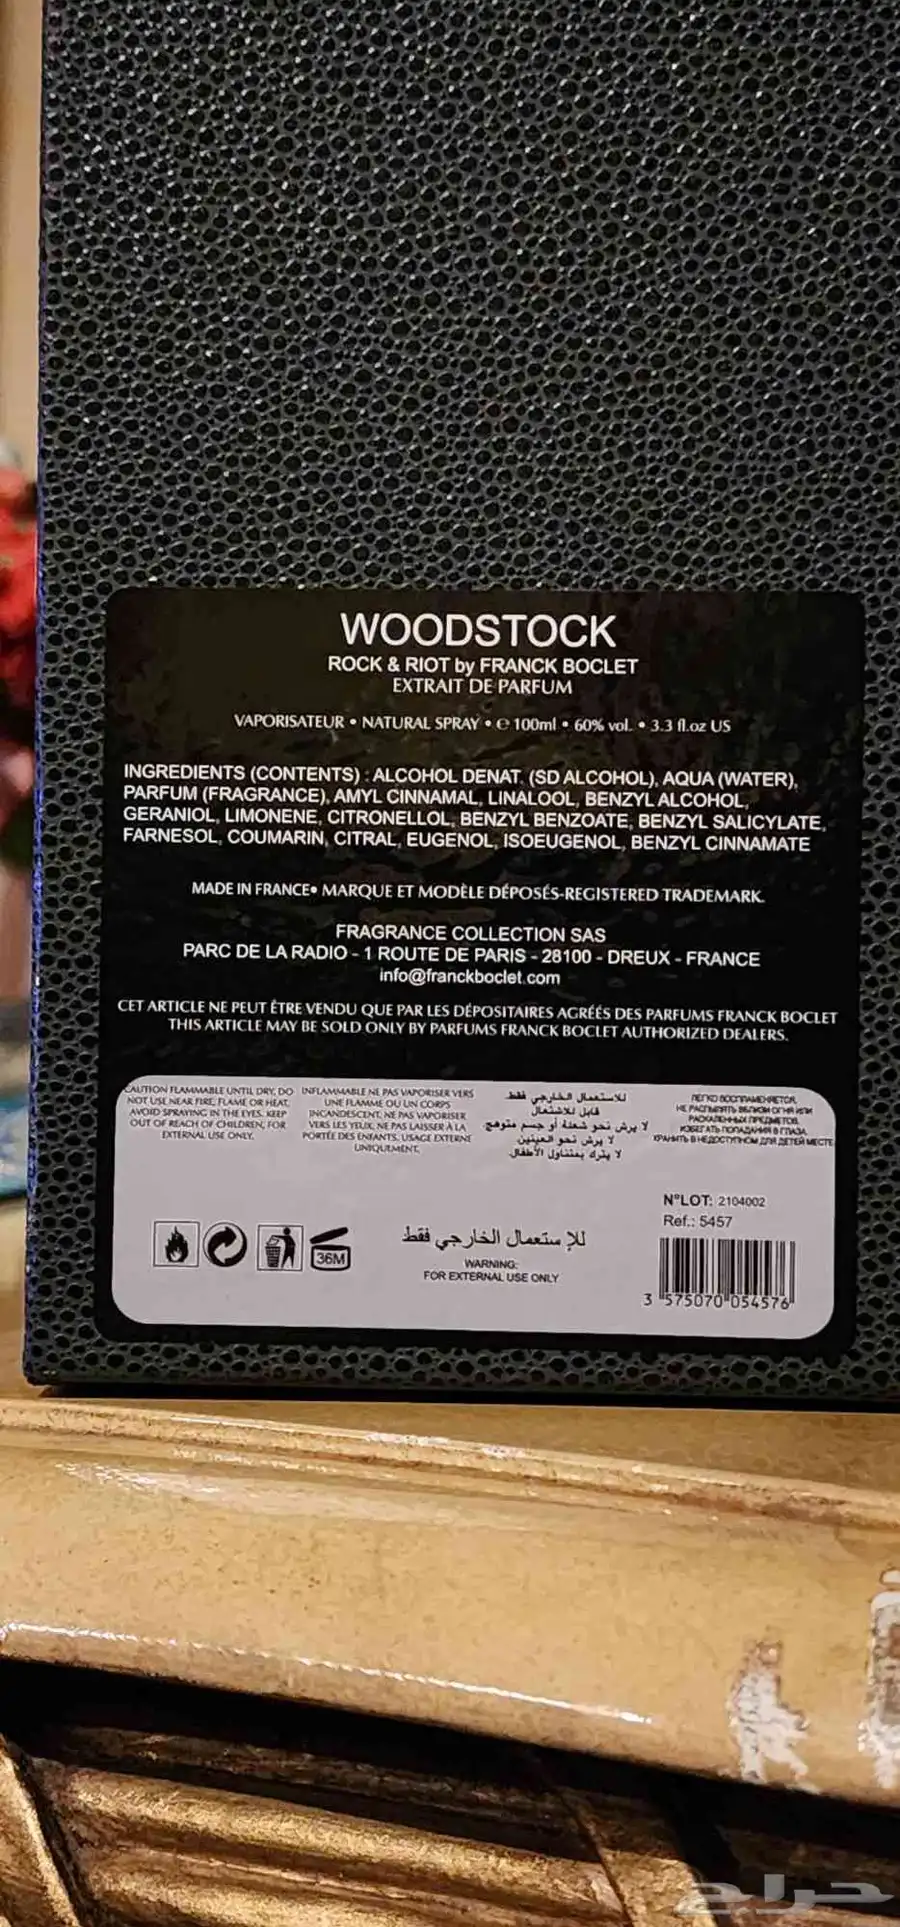 WOODSTOCK
ROCK & RIOT by FRANCK BOCLET
EXTRAIT DE PARFUM
VAPORISATEUR • NATURAL SPRAY • ℮ 100ml • 60% vol. • 3.3 fl.oz US
INGREDIENTS (CONTENTS) : ALCOHOL DENAT. (SD ALCOHOL), AQUA (WATER),
PARFUM (FRAGRANCE), AMYL CINNAMAL, LINALOOL, BENZYL ALCOHOL,
GERANIOL, LIMONENE, CITRONELLOL, BENZYL BENZOATE, BENZYL SALICYLATE,
FARNESOL, COUMARIN, CITRAL, EUGENOL, ISOEUGENOL, BENZYL CINNAMATE
MADE IN FRANCE• MARQUE ET MODÈLE DÉPOSÉS-REGISTERED TRADEMARK.
FRAGRANCE COLLECTION SAS
PARC DE LA RADIO - 1 ROUTE DE PARIS - 28100 - DREUX - FRANCE
info@franckboclet.com
CET ARTICLE NE PEUT ÊTRE VENDU QUE PAR LES DÉPOSITAIRES AGRÉÉS DES PARFUMS FRANCK BOCLET
THIS ARTICLE MAY BE SOLD ONLY BY PARFUMS FRANCK BOCLET AUTHORIZED DEALERS.
CAUTION FLAMMABLE UNTIL DRY, DO
NOT USE NEAR FIRE, FLAME OR HEAT,
AVOID SPRAYING IN THE EYES. KEEP
OUT OF REACH OF CHILDREN, FOR
EXTERNAL USE ONLY.
INFLAMMABLE NE PAS VAPORISER VERS
UNE FLAMME OU UN CORPS
INCANDESCENT, NE PAS VAPORISER
VERS LES YEUX, NE PAS LAISSER À LA
PORTÉE DES ENFANTS, USAGE EXTERNE
UNIQUEMENT.
للاستعمال الخارجي فقط
قابل للاشتعال
لا يرش نحو شعلة أو جسم متوهج
لا يرش نحو العينين
لا يترك بمتناول الأطفال
ЛЕГКО ВОСПЛАМЕНЯЕТСЯ.
НЕ РАСПЫЛЯТЬ ВБЛИЗИ ОГНЯ ИЛИ
РАСКАЛЕННЫХ ПРЕДМЕТОВ.
ИЗБЕГАТЬ ПОПАДАНИЯ В ГЛАЗА.
ХРАНИТЬ В НЕДОСТУПНОМ ДЛЯ ДЕТЕЙ МЕСТЕ
N°LOT: 2104002
Ref.: 5457
36M
للإستعمال الخارجي فقط
WARNING:
FOR EXTERNAL USE ONLY
3 575070 054576
حراج